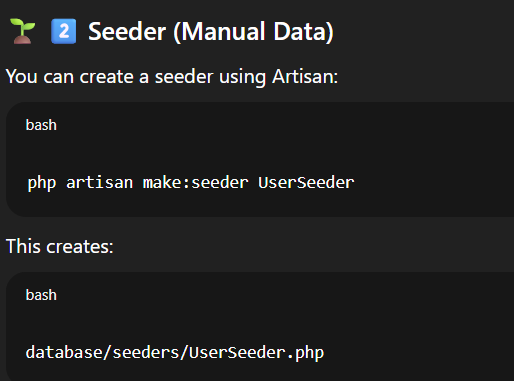 🌱 2️⃣ Seeder (Manual Data)
You can create a seeder using Artisan:
bash
php artisan make:seeder UserSeeder
This creates:
bash
database/seeders/UserSeeder.php